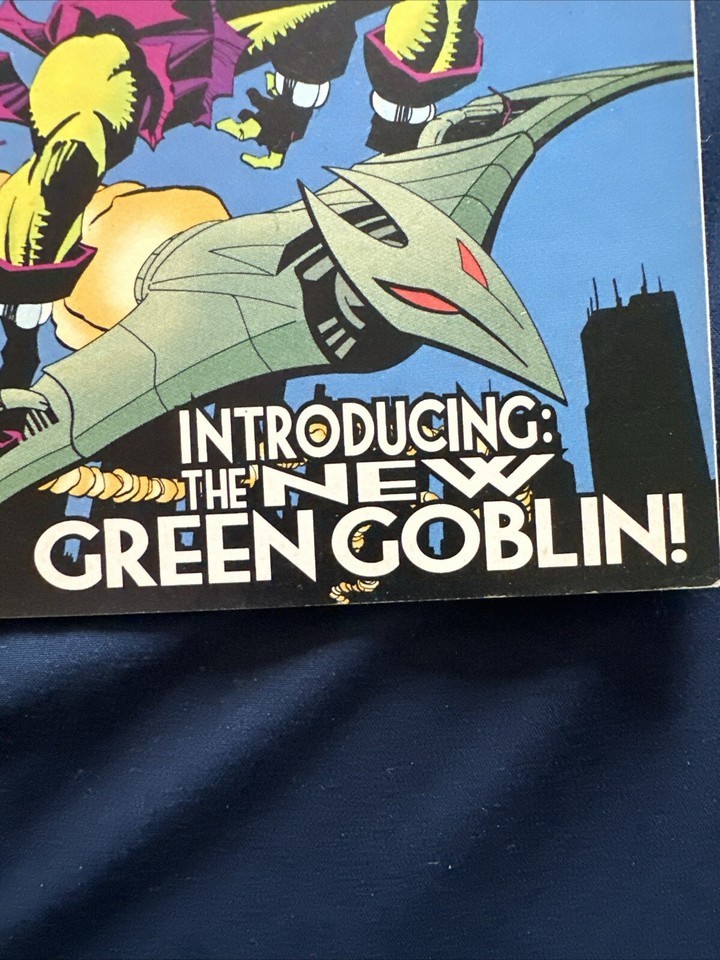 INTRODUCING:
THE NEW
GREEN GOBLIN!